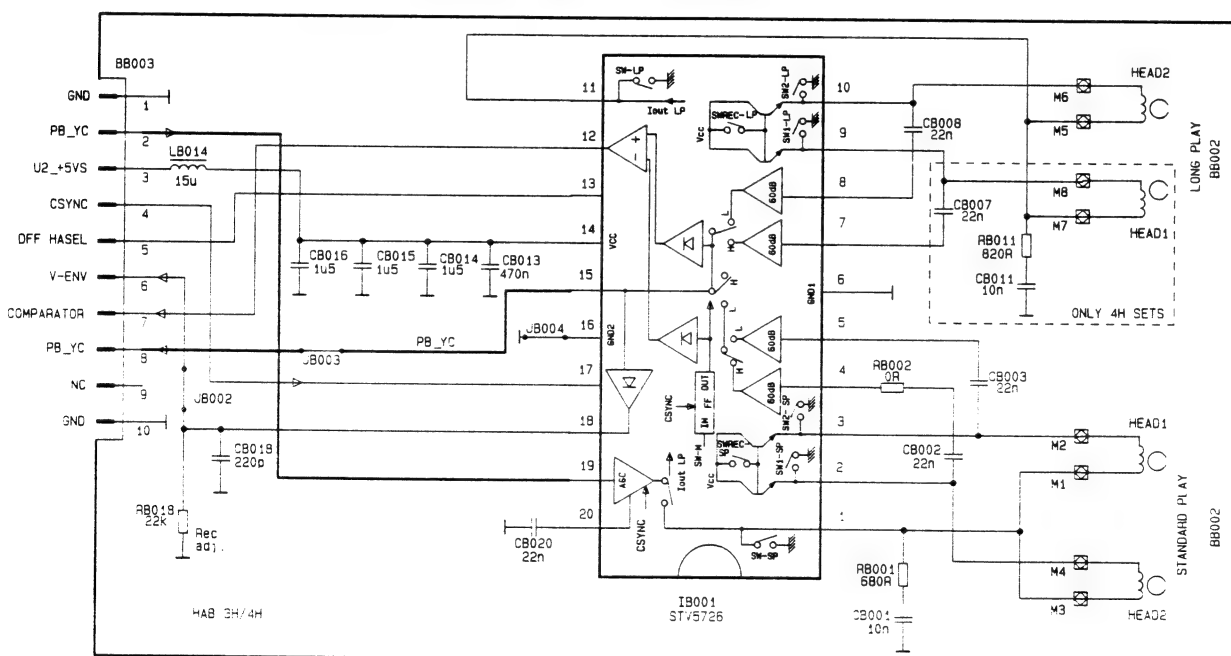 BB003
GND 1
PB_YC 2
U2_+5VS 3
CSYNC 4
DFF HASEL 5
V-ENV 6
COMPARATOR 7
PB_YC 8
NC 9
GND 10
LB014
15u
CB016
1u5
CB015
1u5
CB014
1u5
CB013
470n
JB004
JB003
PB_YC
JB002
CB018
220p
RB018
22k
Rec
adj.
CB020
22n
HAB 3H/4H
11
12
13
14
15
16
17
18
19
20
SW-LP
Iout LP
SWREC-LP
Vcc
SW2-LP
SW1-LP
+
-
VCC
L
H
60dB
60dB
H
L
GND1
GND2
L
H
60dB
60dB
IN FF OUT
CSYNC
SW-M
SWREC-
SP
Vcc
SW2-SP
SW1-SP
AGC
Iout LP
CSYNC
SW-SP
IB001
STV5726
10
9
8
7
6
5
4
3
2
1
CB008
22n
CB007
22n
RB011
820R
CB011
10n
ONLY 4H SETS
RB002
0R
CB003
22n
CB002
22n
RB001
680R
CB001
10n
M6
M5
HEAD2
M8
M7
HEAD1
LONG PLAY
BB002
M2
M1
HEAD1
M4
M3
HEAD2
STANDARD PLAY
BB002